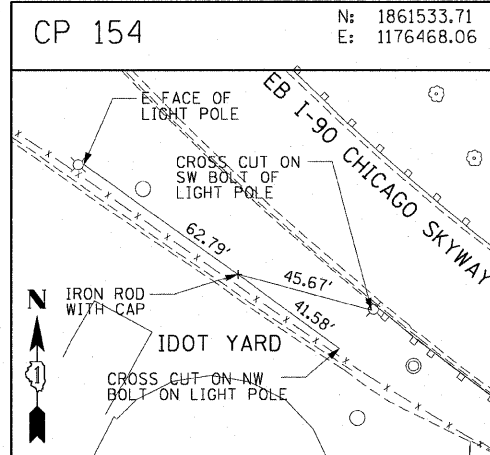 CP 154
N: 1861533.71
E: 1176468.06
E FACE OF
LIGHT POLE
EB I-90 CHICAGO SKYWAY
CROSS CUT ON
SW BOLT OF
LIGHT POLE
62.79'
45.67'
41.58'
N
IRON ROD
WITH CAP
IDOT YARD
CROSS CUT ON NW
BOLT ON LIGHT POLE
1